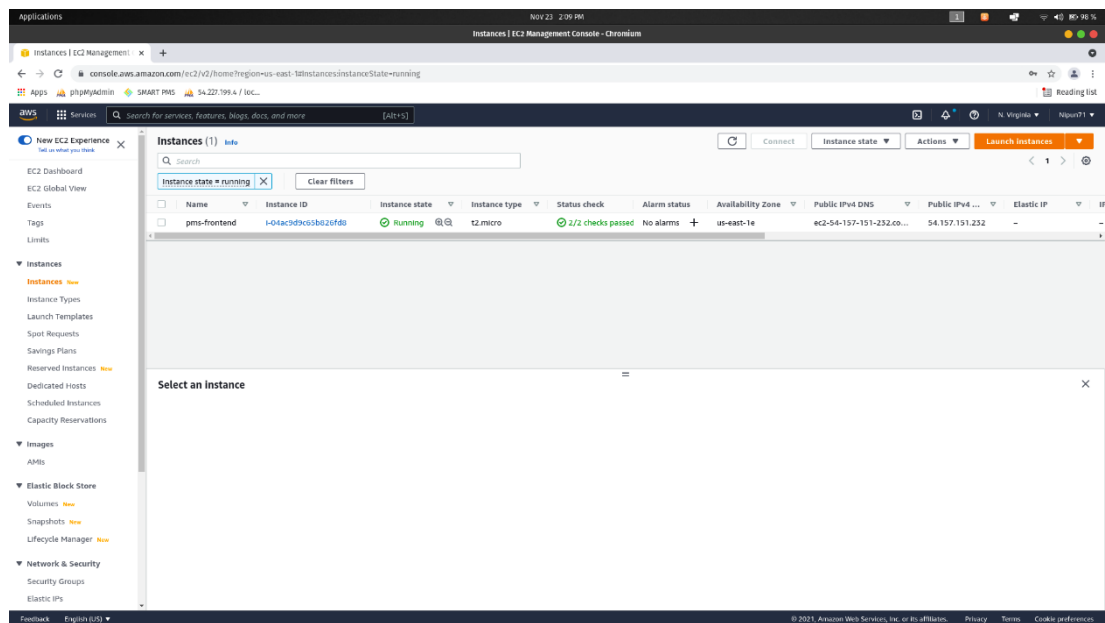 Applications
Nov 23 2:09 PM
1
98 %
Instances | EC2 Management Console - Chromium
Instances | EC2 Management
console.aws.amazon.com/ec2/v2/home?region=us-east-1#Instances:instanceState=running
Apps
phpMyAdmin
SMART PMS
54.227.199.4 / loc...
Reading list
aws
Services
Search for services, features, blogs, docs, and more
[Alt+S]
N. Virginia
Nipun71
New EC2 Experience
Tell us what you think
EC2 Dashboard
EC2 Global View
Events
Tags
Limits
Instances
Instances New
Instance Types
Launch Templates
Spot Requests
Savings Plans
Reserved Instances New
Dedicated Hosts
Scheduled Instances
Capacity Reservations
Images
AMIs
Elastic Block Store
Volumes New
Snapshots New
Lifecycle Manager New
Network & Security
Security Groups
Elastic IPs
Instances (1) Info
Connect
Instance state
Actions
Launch instances
Search
1
Instance state = running
Clear filters
Name Instance ID Instance state Instance type Status check Alarm status Availability Zone Public IPv4 DNS Public IPv4 ... Elastic IP
pms-frontend i-04ac9d9c65b826fd8 Running t2.micro 2/2 checks passed No alarms + us-east-1e ec2-54-157-151-232.co... 54.157.151.232 –
Select an instance
Feedback English (US)
© 2021, Amazon Web Services, Inc. or its affiliates. Privacy Terms Cookie preferences